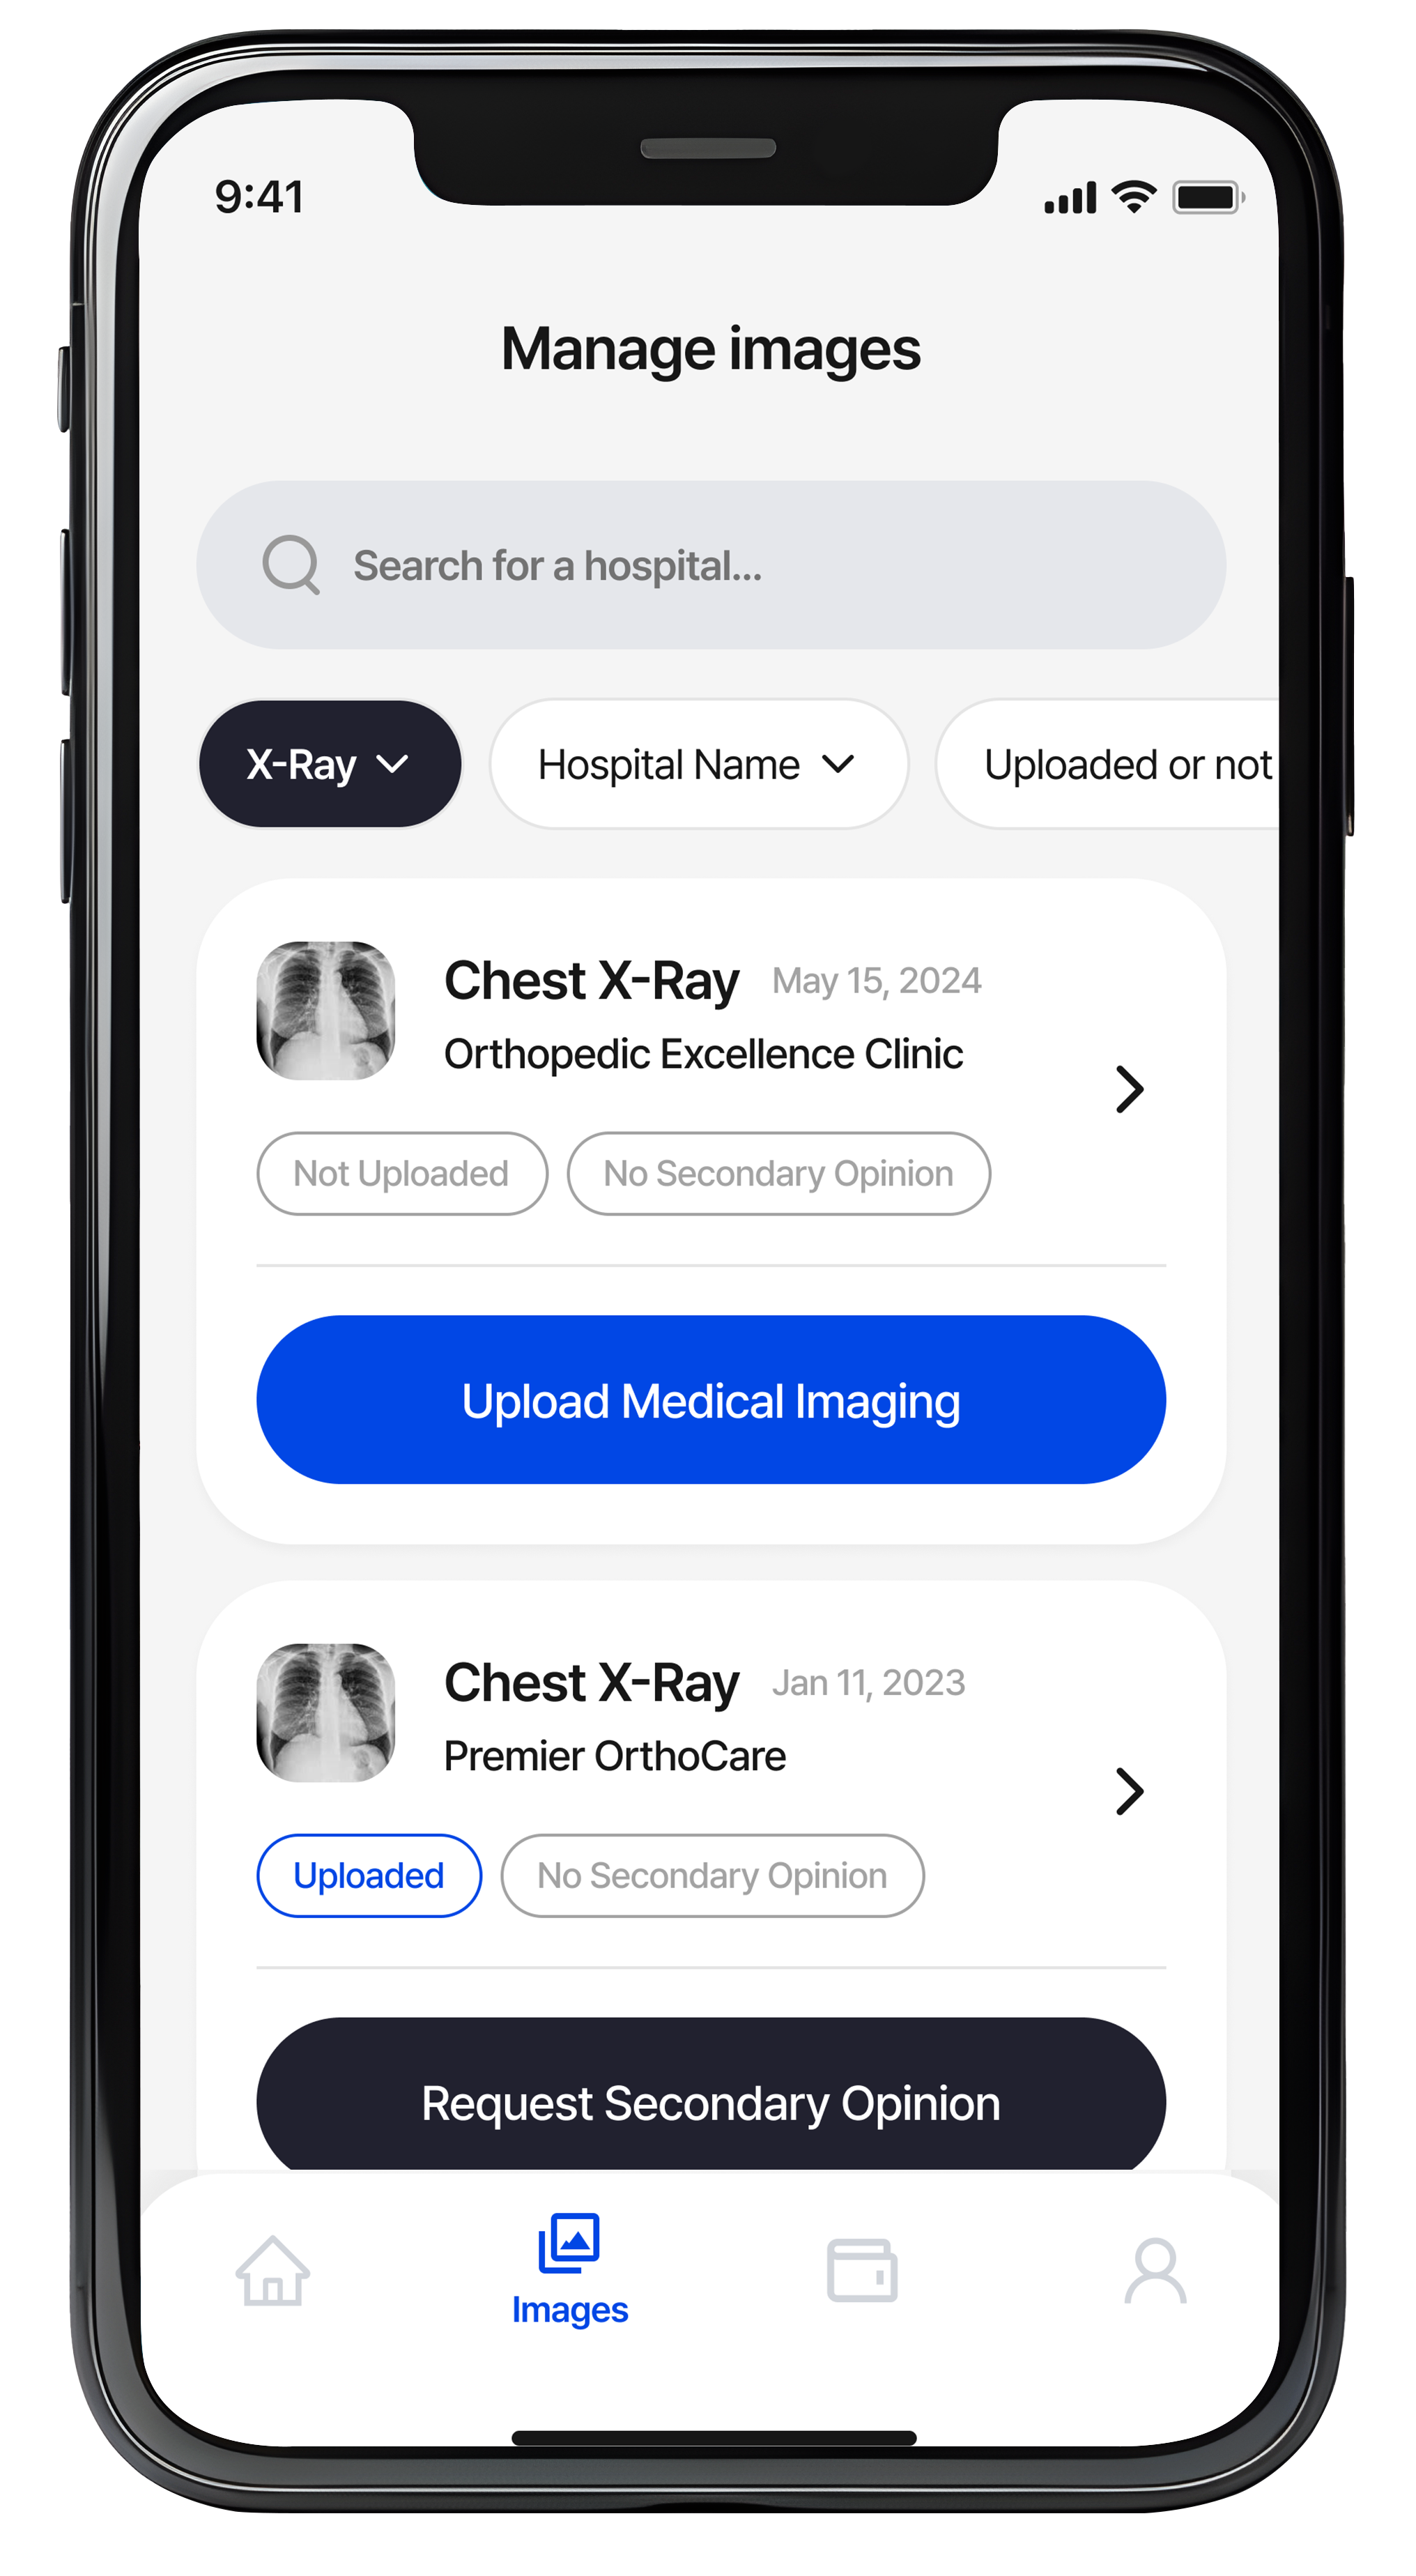 9:41
Manage images
Search for a hospital...
X-Ray
Hospital Name
Uploaded or not
Chest X-Ray May 15, 2024
Orthopedic Excellence Clinic
Not Uploaded
No Secondary Opinion
Upload Medical Imaging
Chest X-Ray Jan 11, 2023
Premier OrthoCare
Uploaded
No Secondary Opinion
Request Secondary Opinion
Images